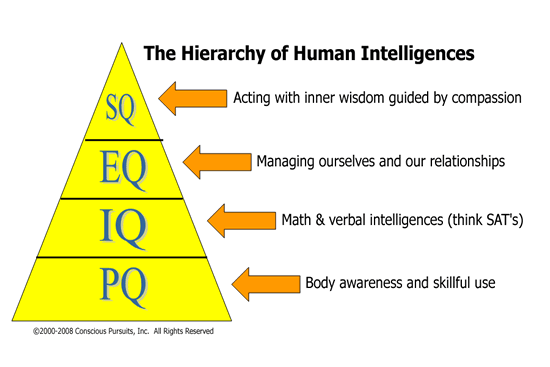 The Hierarchy of Human Intelligences
SQ
Acting with inner wisdom guided by compassion
EQ
Managing ourselves and our relationships
IQ
Math & verbal intelligences (think SAT's)
PQ
Body awareness and skillful use
©2000-2008 Conscious Pursuits, Inc. All Rights Reserved